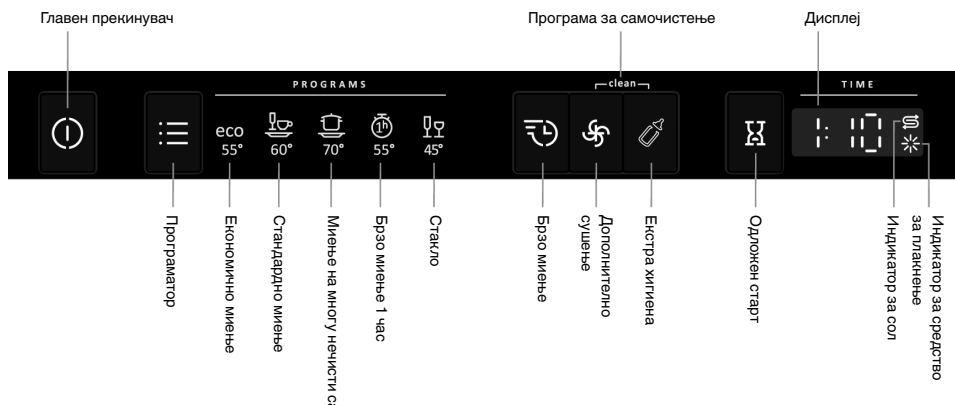 Главен прекинувач
Програма за самочистење
Дисплеј
PROGRAMS
clean
TIME
eco
1h
55°
60°
70°
55°
45°
1:10
Програматор
Економично миење
Стандардно миење
Миење на многу нечисти
Брзо миење 1 час
Стакло
Брзо миење
Дополнително
сушење
Екстра хигиена
Одложен старт
Индикатор за сол
Индикатор за средство
за плакнење